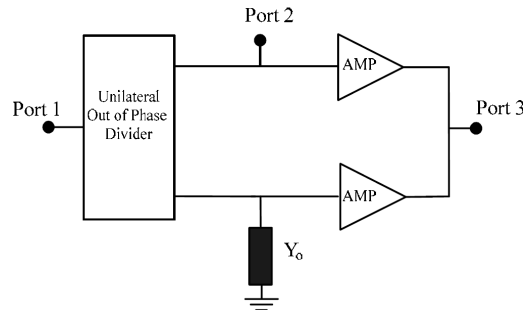 Port 2
AMP
Port 1
Unilateral
Out of Phase
Divider
Port 3
AMP
Yo